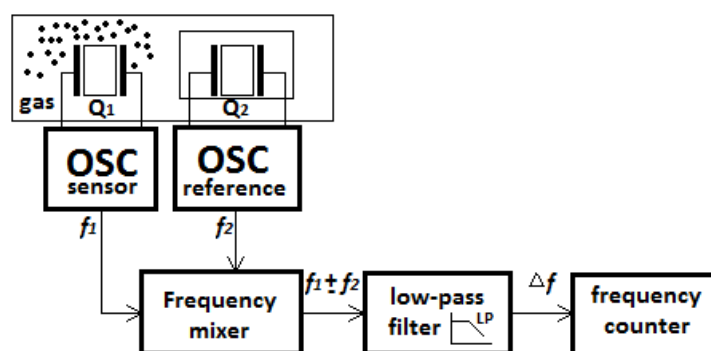 gas
Q1
Q2
OSC
sensor
OSC
reference
f1
f2
Frequency
mixer
f1 ± f2
low-pass
filter
LP
△f
frequency
counter